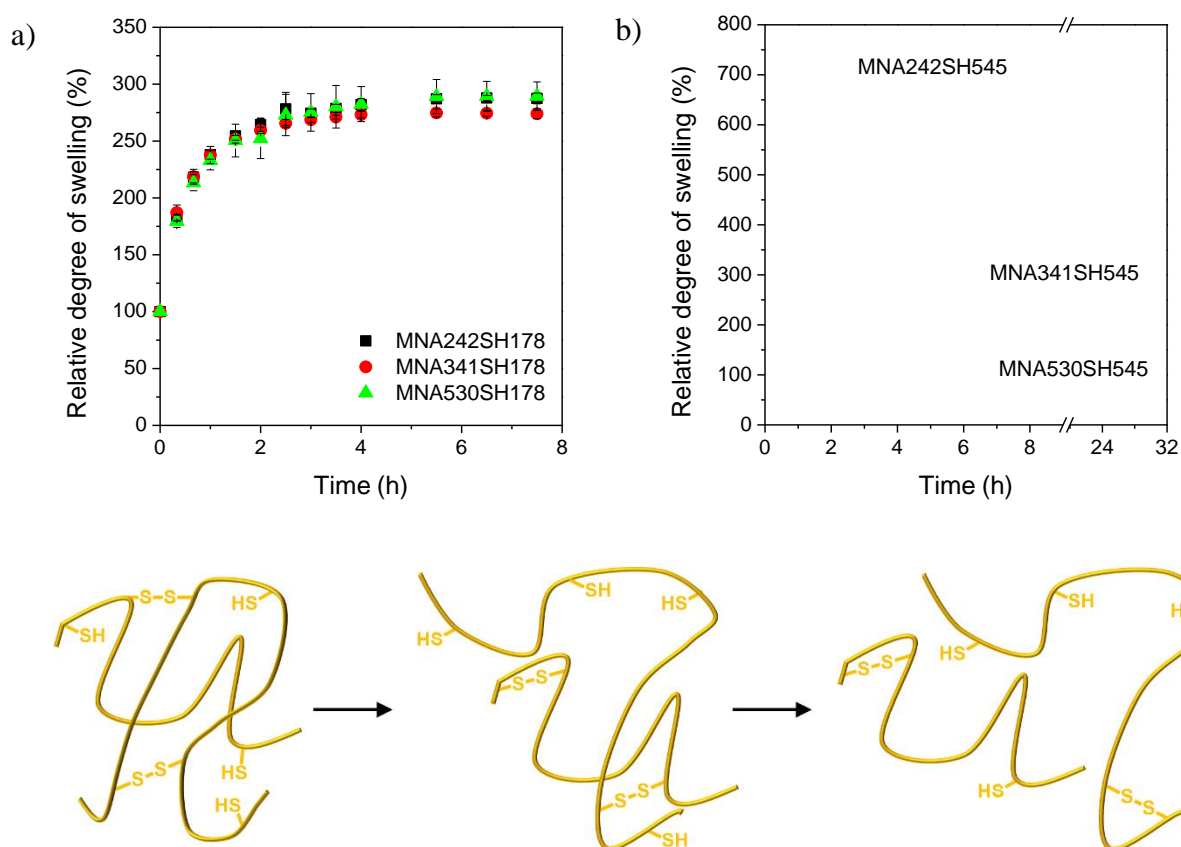 a)
Relative degree of swelling (%)
350
300
250
200
150
100
50
0
MNA242SH178
MNA341SH178
MNA530SH178
0 2 4 6 8
Time (h)
b)
Relative degree of swelling (%)
800
700
600
500
400
300
200
100
0
MNA242SH545
MNA341SH545
MNA530SH545
0 2 4 6 8 24 32
Time (h)
S-S
HS
SH
S-S
HS
HS
SH
HS
HS
S-S
S-S
SH
SH
H
HS
S-S
HS
S-S